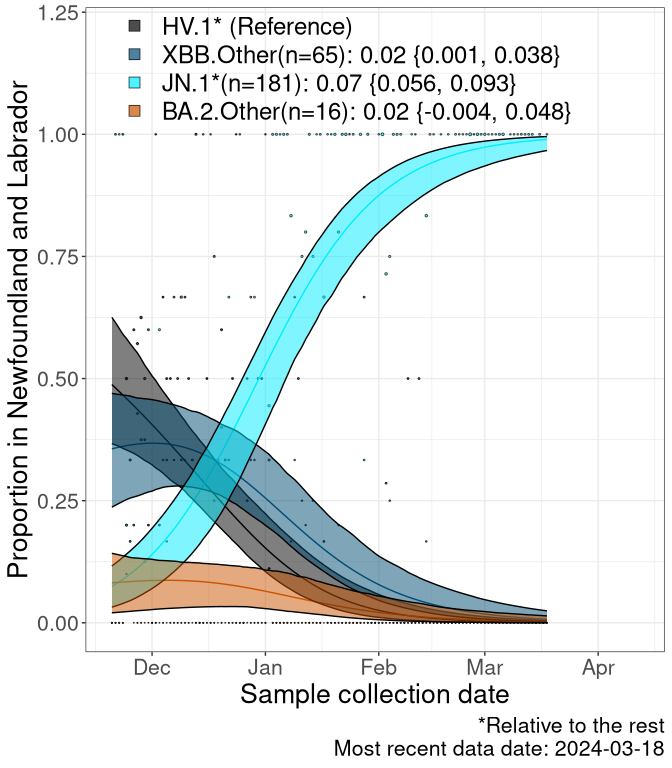 HV.1* (Reference)
XBB.Other(n=65): 0.02 {0.001, 0.038}
JN.1*(n=181): 0.07 {0.056, 0.093}
BA.2.Other(n=16): 0.02 {-0.004, 0.048}
Proportion in Newfoundland and Labrador
1.25
1.00
0.75
0.50
0.25
0.00
Dec Jan Feb Mar Apr
Sample collection date
*Relative to the rest
Most recent data date: 2024-03-18